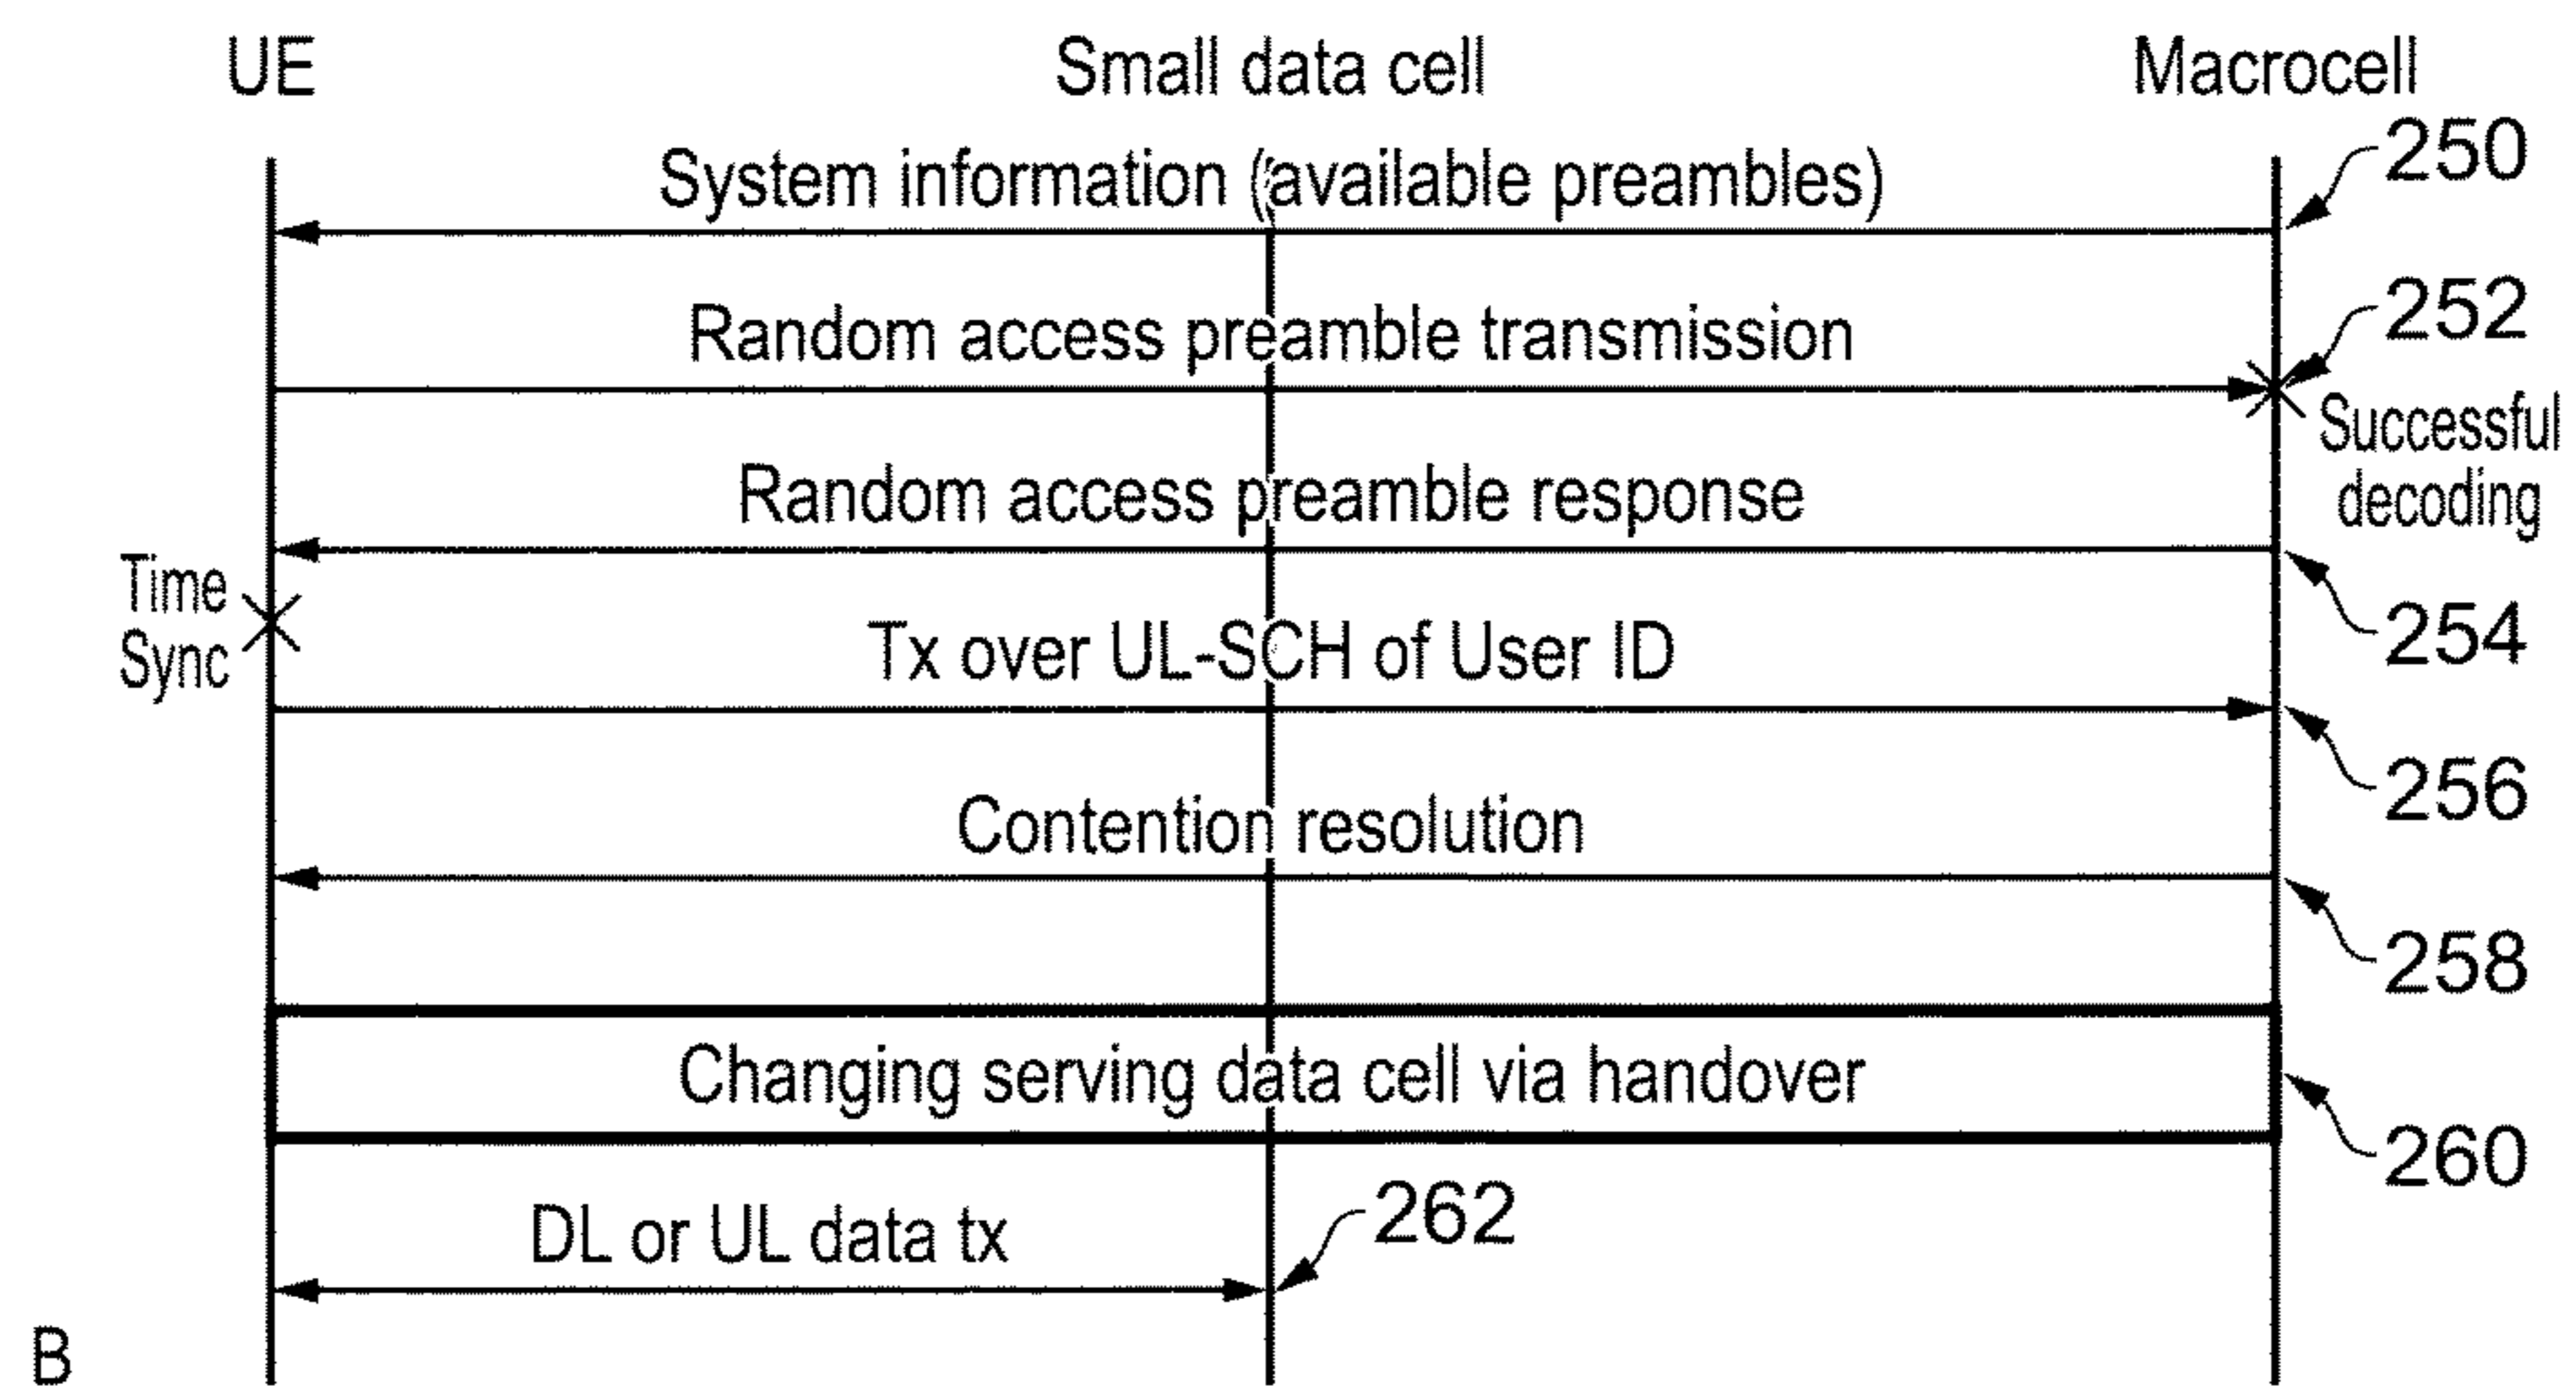 UE Small data cell Macrocell
System information (available preambles) 250
Random access preamble transmission 252
Successful
decoding
Random access preamble response
Time
Sync
254
Tx over UL-SCH of User ID
256
Contention resolution
258
Changing serving data cell via handover
260
DL or UL data tx 262
B